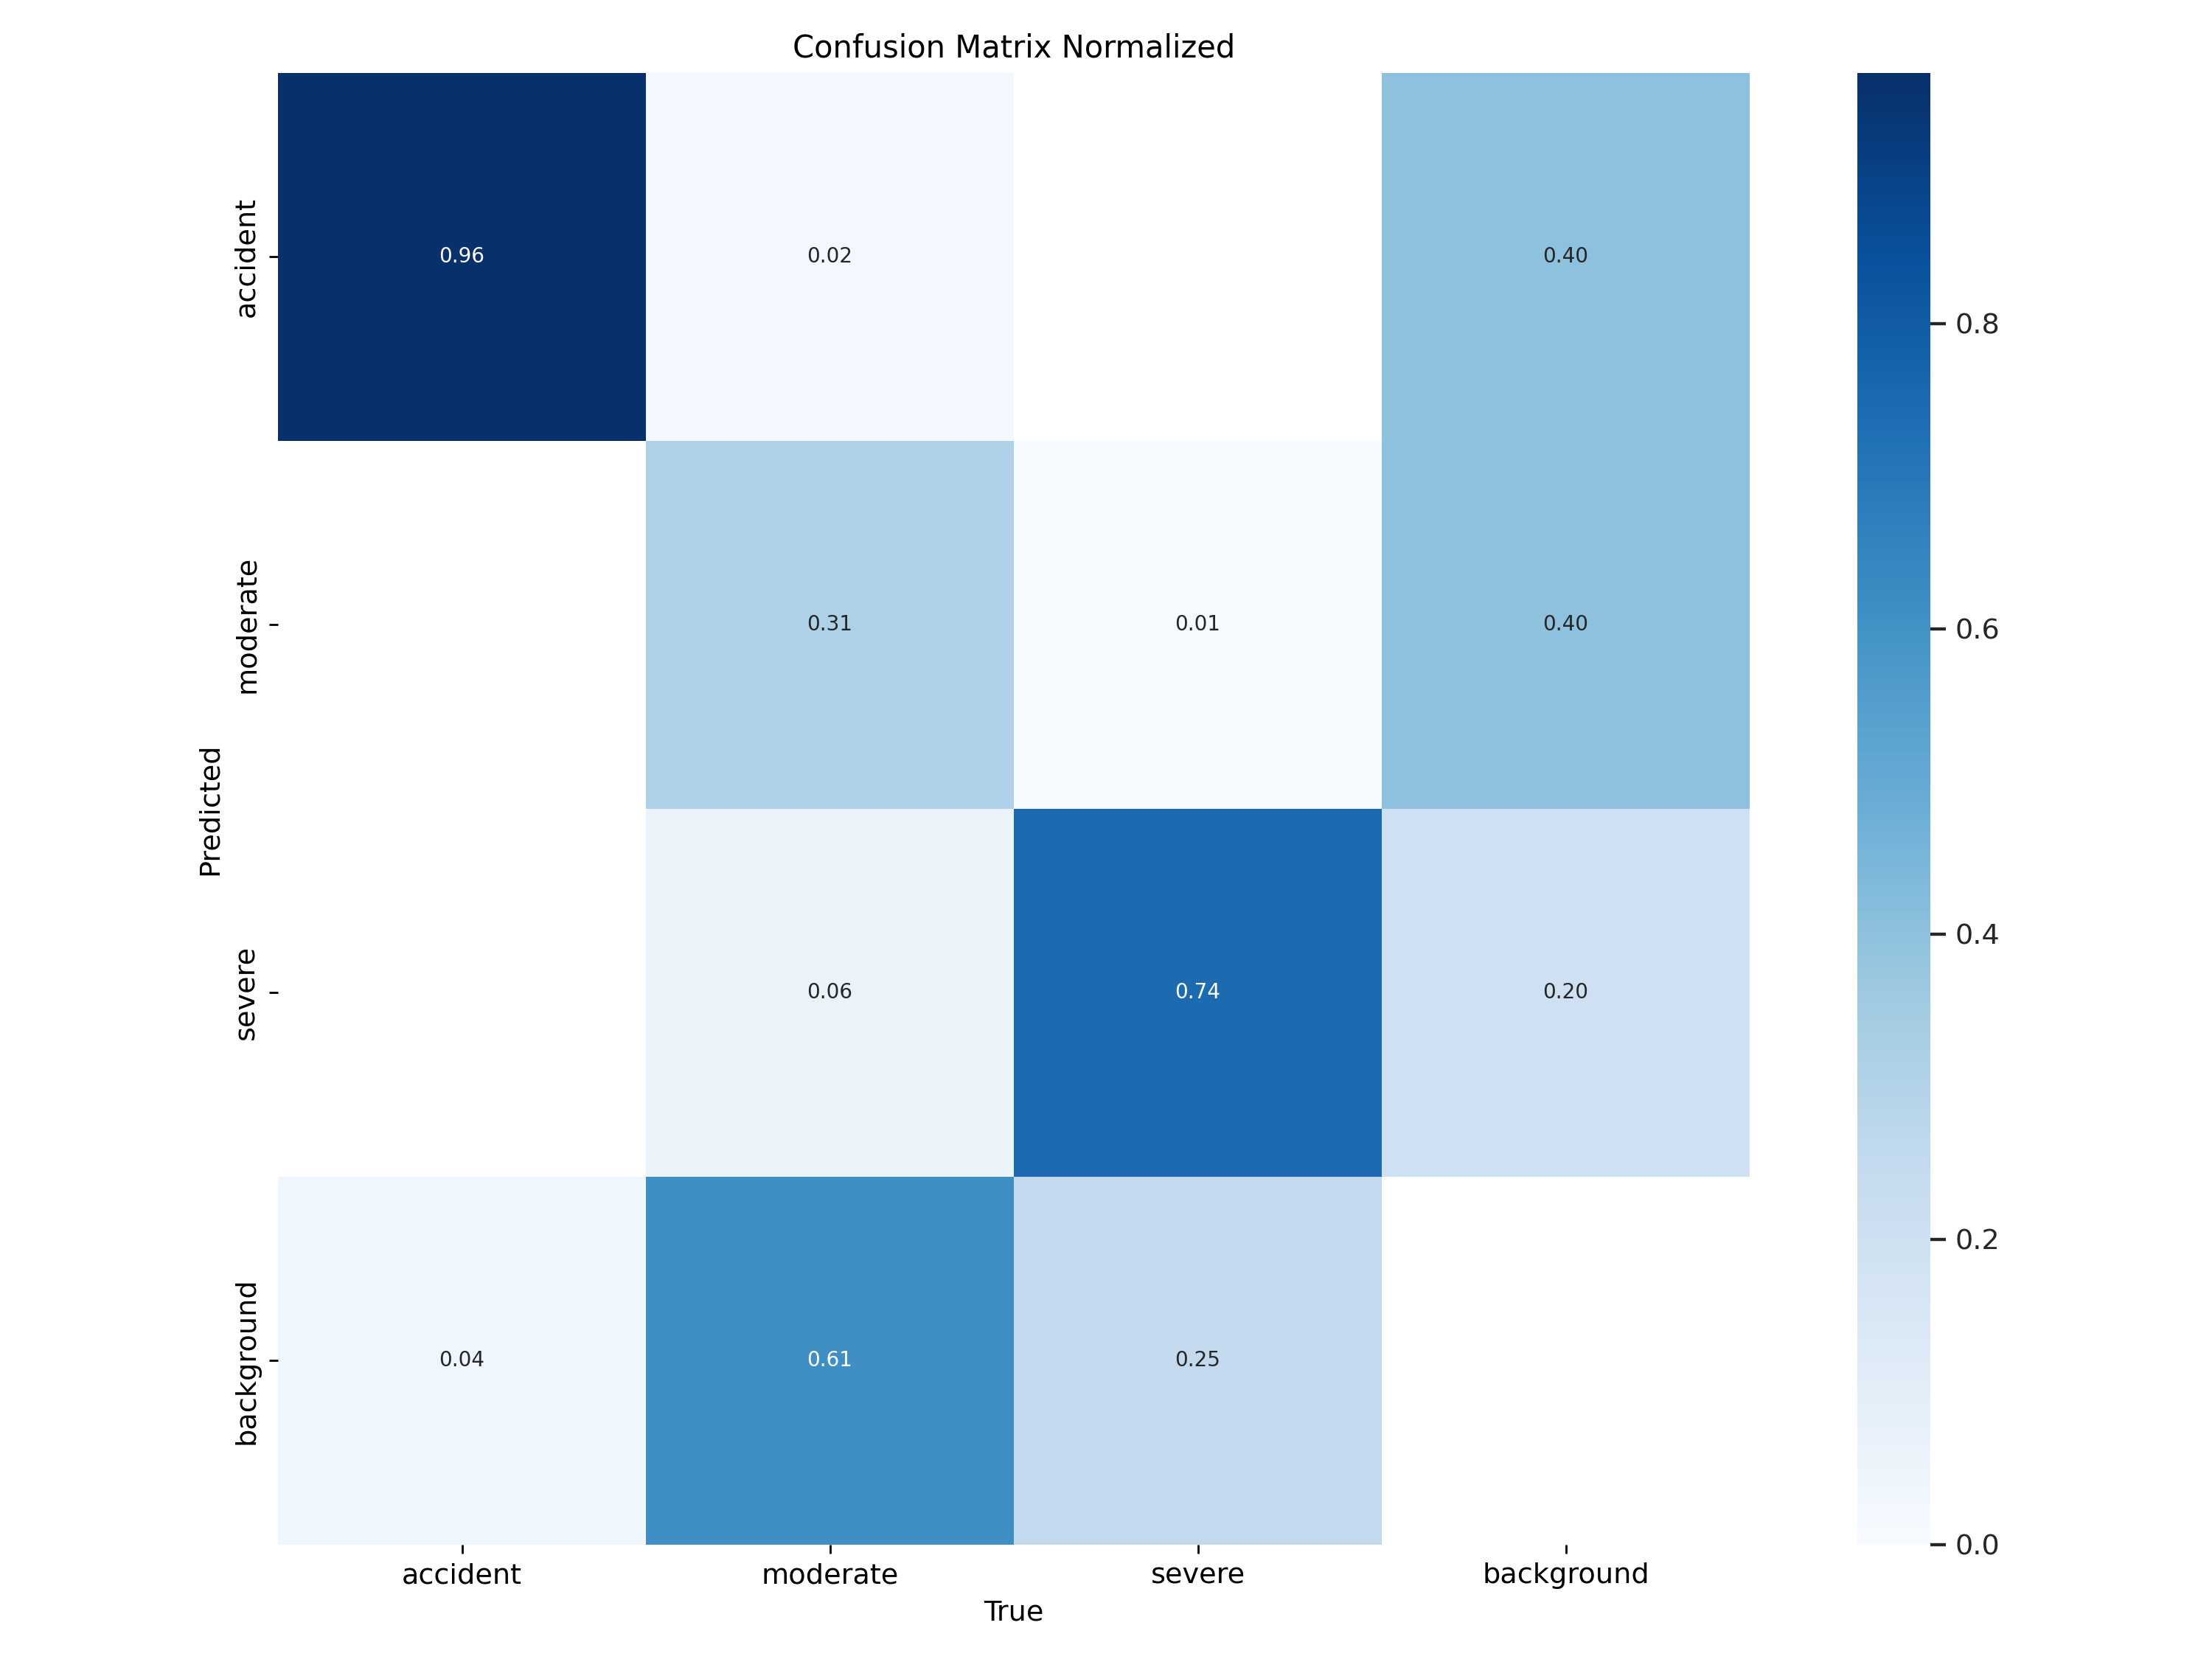 Confusion Matrix Normalized
accident
0.96
0.02
0.40
0.8
moderate
0.31
0.01
0.40
0.6
Predicted
severe
0.06
0.74
0.20
0.4
background
0.04
0.61
0.25
0.2
0.0
accident
moderate
severe
background
True